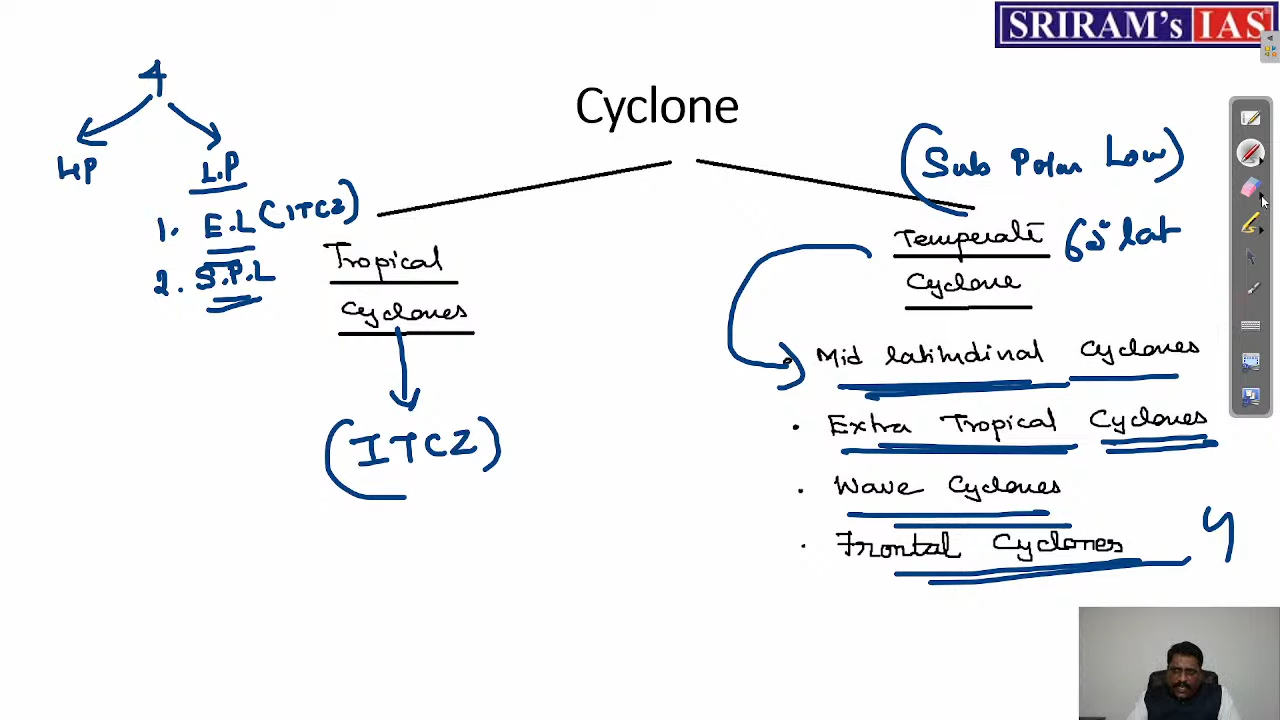 SRIRAM's IAS
Cyclone
4
HP
L.P
1. E.L (ITCZ)
2. S.P.L
Tropical
Cyclones
(ITCZ)
(Sub Polar Low)
Temperate
Cyclone
60° lat
• Mid latitudinal Cyclones
• Extra Tropical Cyclones
• Wave Cyclones
• Frontal Cyclones